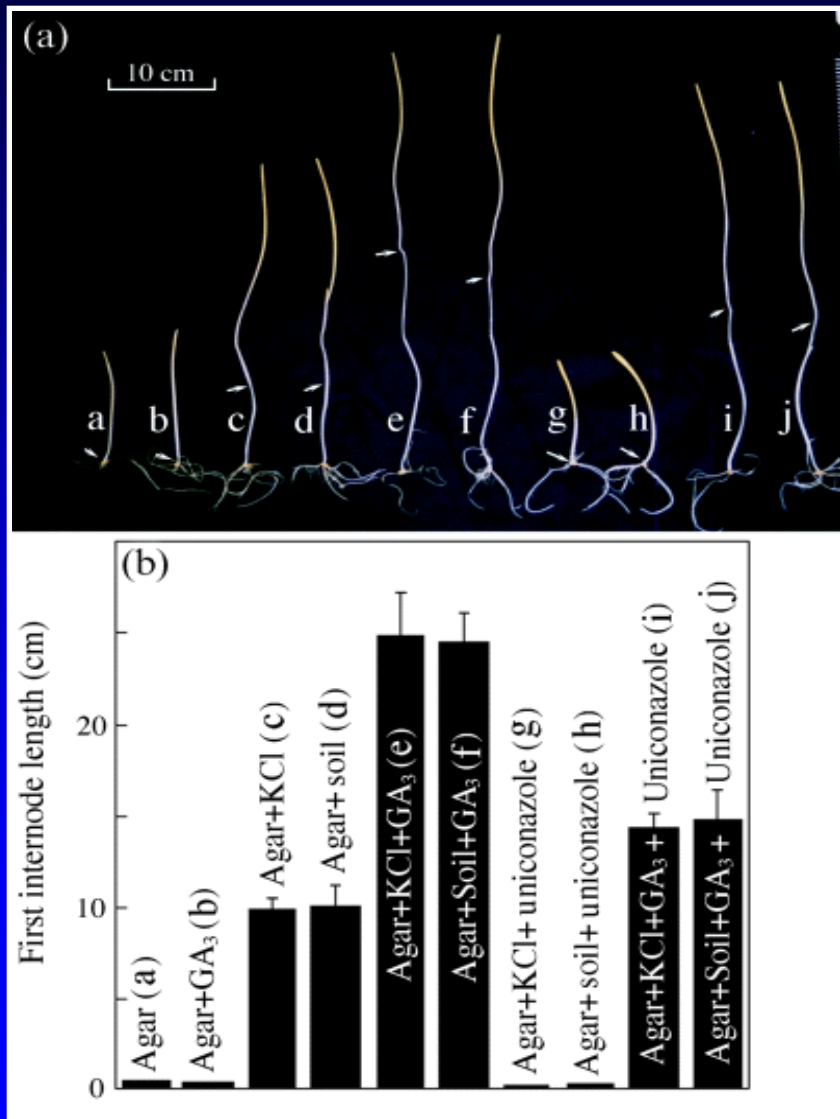 (a)
10 cm
a
b
c
d
e
f
g
h
i
j
(b)
First internode length (cm)
20
10
0
Agar (a)
Agar+GA₃ (b)
Agar+KCl (c)
Agar+soil (d)
Agar+KCl+GA₃ (e)
Agar+Soil+GA₃ (f)
Agar+KCl+uniconazole (g)
Agar+soil+uniconazole (h)
Agar+KCl+GA₃ +
Uniconazole (i)
Agar+Soil+GA₃ +
Uniconazole (j)